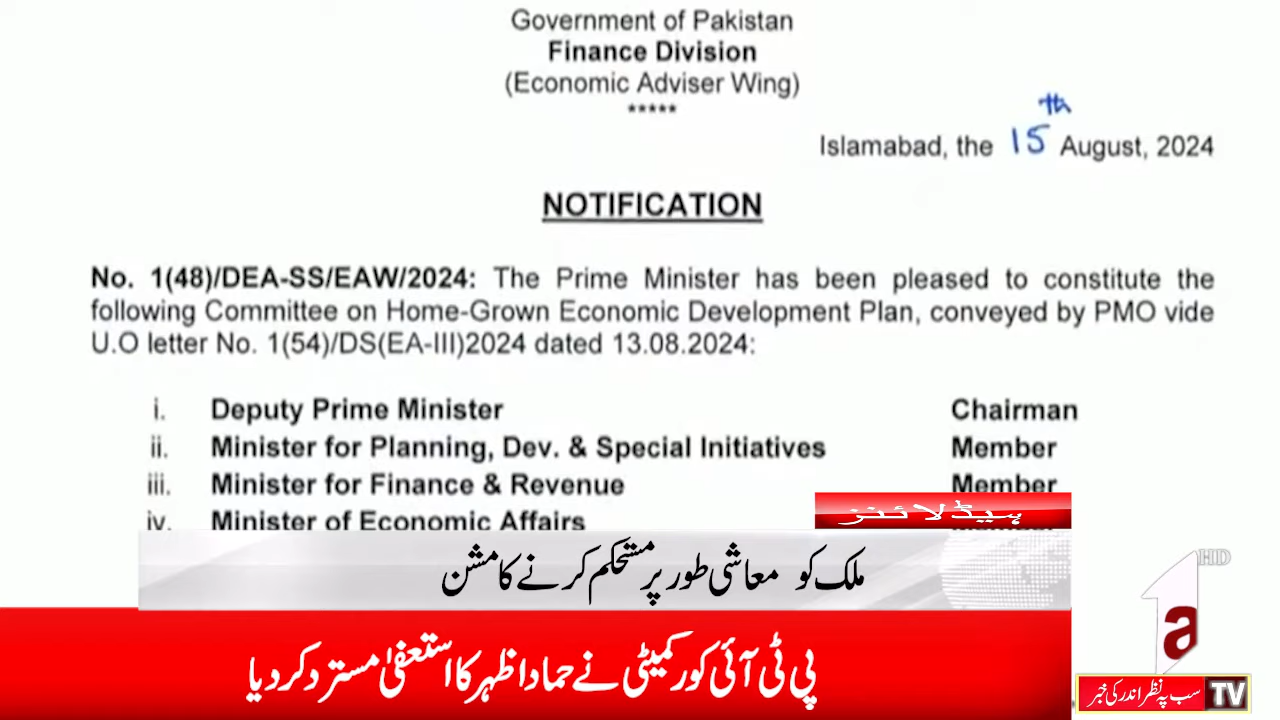 Government of Pakistan
Finance Division
(Economic Adviser Wing)
*****
Islamabad, the 15th August, 2024
NOTIFICATION
No. 1(48)/DEA-SS/EAW/2024: The Prime Minister has been pleased to constitute the
following Committee on Home-Grown Economic Development Plan, conveyed by PMO vide
U.O letter No. 1(54)/DS(EA-III)2024 dated 13.08.2024:
i. Deputy Prime Minister Chairman
ii. Minister for Planning, Dev. & Special Initiatives Member
iii. Minister for Finance & Revenue Member
iv. Minister of Economic Affairs
ہیڈلائنز
ملک کو معاشی طور پر مستحکم کرنے کا مشن
پی ٹی آئی کور کمیٹی نے حماد اظہر کا استعفیٰ مسترد کر دیا
HD
1
a
سب پہ نظر اندر کی خبر TV